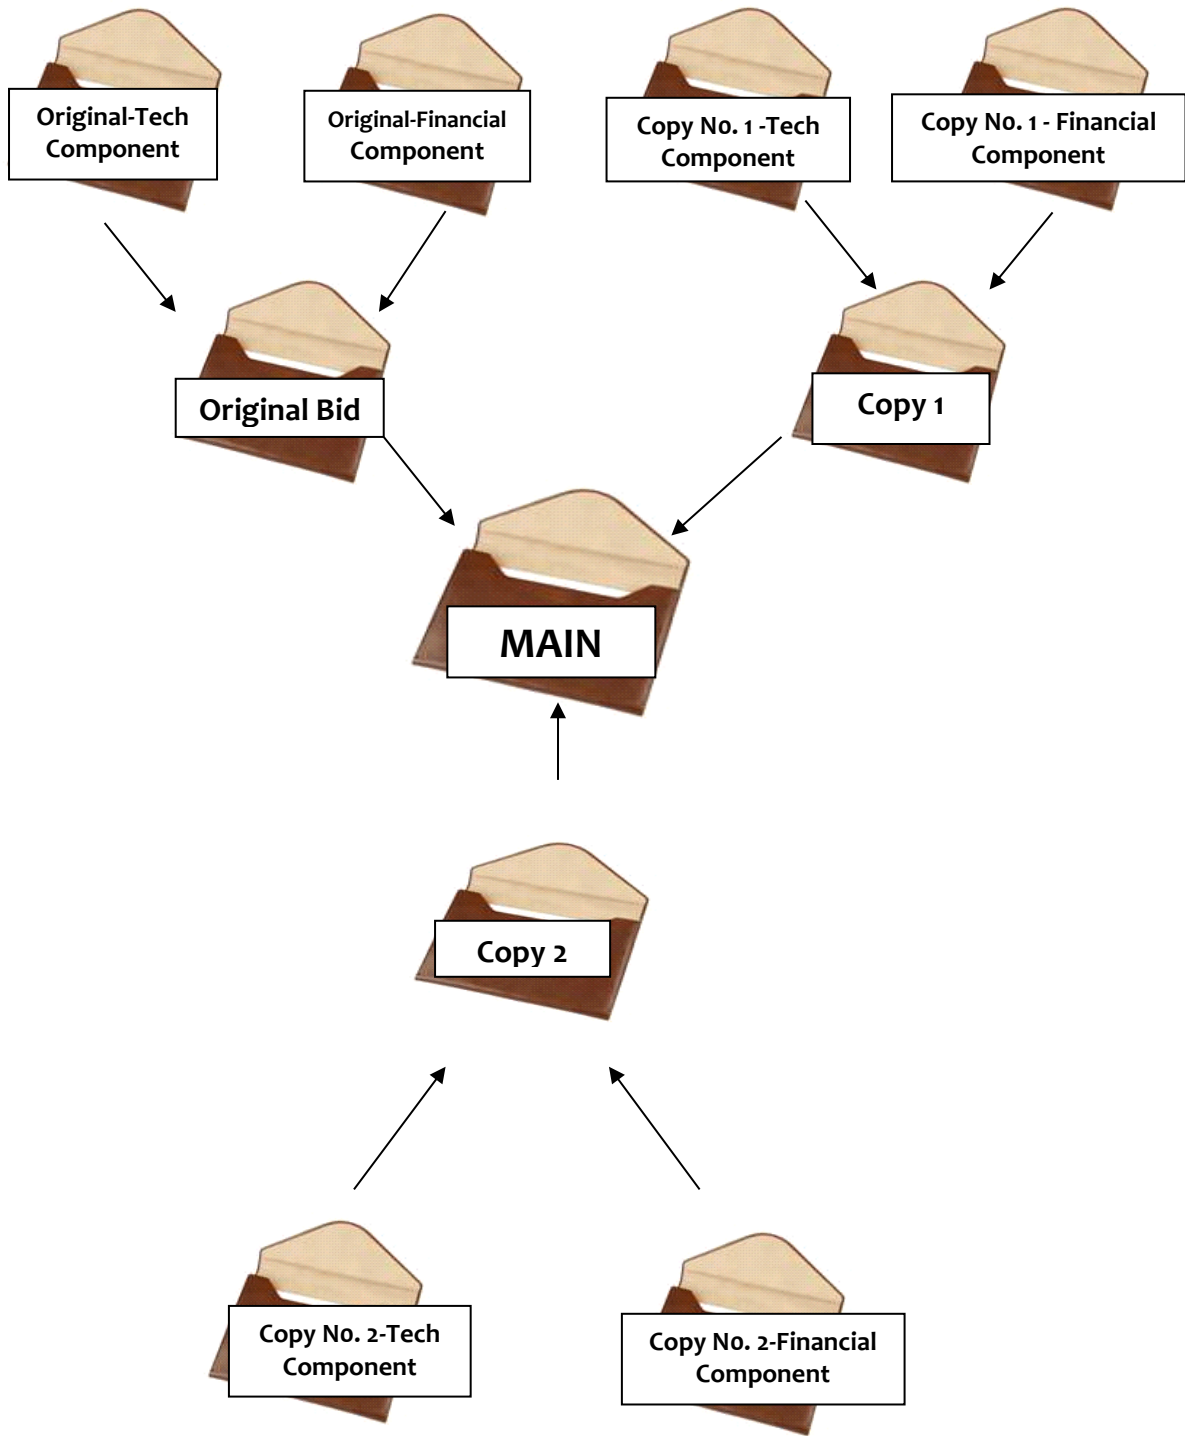 Original-Tech
Component
Original-Financial
Component
Copy No. 1 -Tech
Component
Copy No. 1 - Financial
Component
Original Bid
Copy 1
MAIN
Copy 2
Copy No. 2-Tech
Component
Copy No. 2-Financial
Component